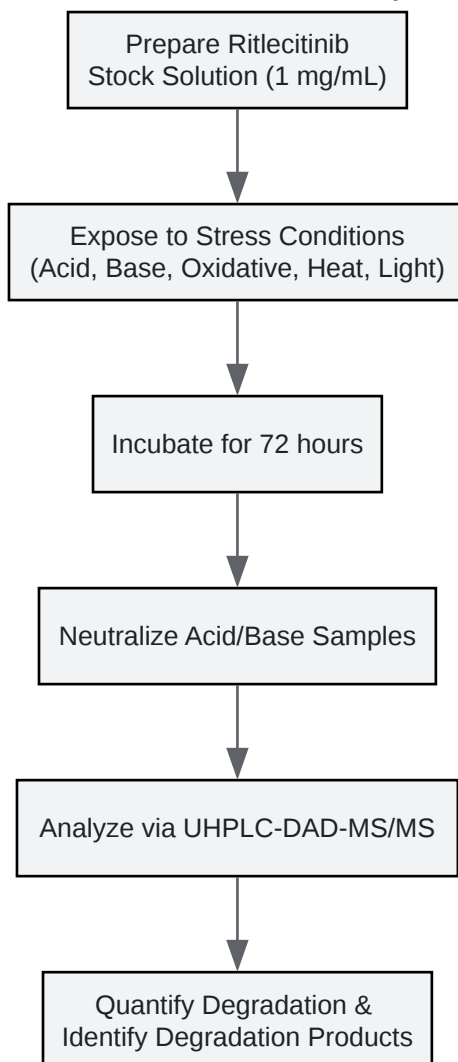 Prepare Ritlecitinib
Stock Solution (1 mg/mL)
Expose to Stress Conditions
(Acid, Base, Oxidative, Heat, Light)
Incubate for 72 hours
Neutralize Acid/Base Samples
Analyze via UHPLC-DAD-MS/MS
Quantify Degradation &
Identify Degradation Products